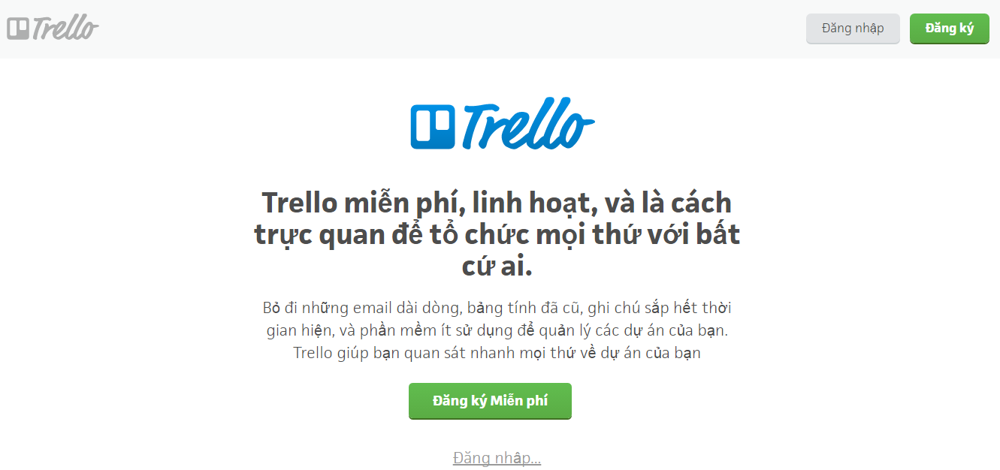 Trello
Đăng nhập
Đăng ký
Trello
Trello miễn phí, linh hoạt, và là cách
trực quan để tổ chức mọi thứ với bất
cứ ai.
Bỏ đi những email dài dòng, bảng tính đã cũ, ghi chú sắp hết thời
gian hiện, và phần mềm ít sử dụng để quản lý các dự án của bạn.
Trello giúp bạn quan sát nhanh mọi thứ về dự án của bạn
Đăng ký Miễn phí
Đăng nhập...